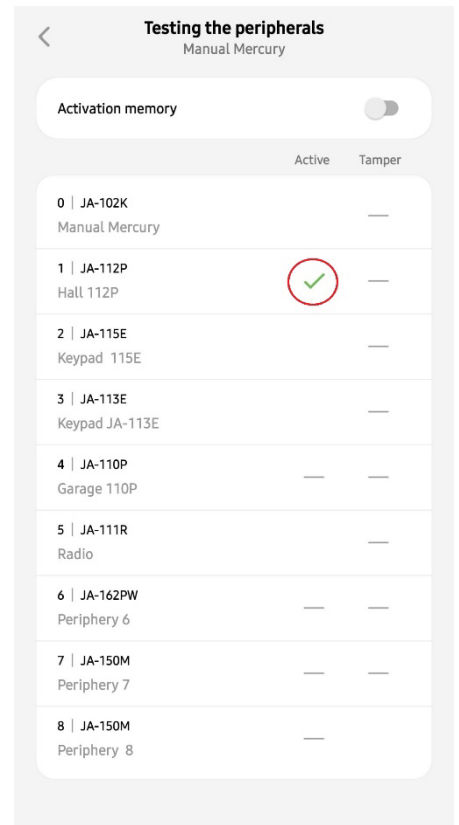 Testing the peripherals
Manual Mercury
Activation memory
Active Tamper
0 | JA-102K
Manual Mercury
1 | JA-112P
Hall 112P
2 | JA-115E
Keypad 115E
3 | JA-113E
Keypad JA-113E
4 | JA-110P
Garage 110P
5 | JA-111R
Radio
6 | JA-162PW
Periphery 6
7 | JA-150M
Periphery 7
8 | JA-150M
Periphery 8